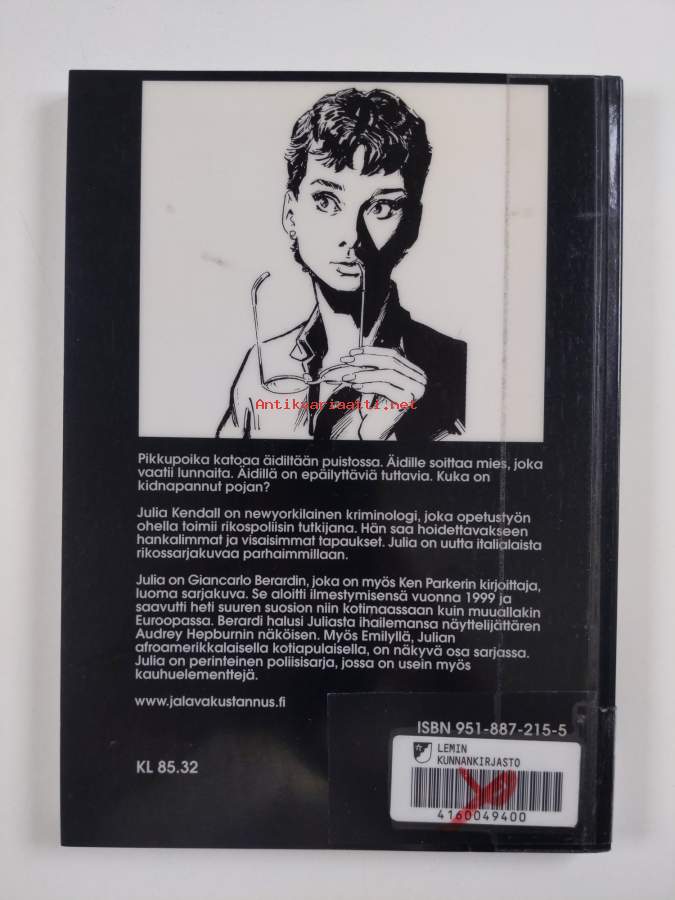 Antikvariaatti.net
Pikkupoika katoaa äidiltään puistossa. Äidille soittaa mies, joka
vaatii lunnaita. Äidillä on epäilyttäviä tuttavia. Kuka on
kidnapannut pojan?
Julia Kendall on newyorkilainen kriminologi, joka opetustyön
ohella toimii rikospoliisin tutkijana. Hän saa hoidettavakseen
hankalimmat ja visaisimmat tapaukset. Julia on uutta italialaista
rikossarjakuvaa parhaimmillaan.
Julia on Giancarlo Berardin, joka on myös Ken Parkerin kirjoittaja,
luoma sarjakuva. Se aloitti ilmestymisensä vuonna 1999 ja
saavutti heti suuren suosion niin kotimaassaan kuin muuallakin
Euroopassa. Berardi halusi Juliasta ihailemansa näyttelijättären
Audrey Hepburnin näköisen. Myös Emilyllä, Julian
afroamerikkalaisella kotiapulaisella, on näkyvä osa sarjassa.
Julia on perinteinen poliisisarja, jossa on usein myös
kauhuelementtejä.
www.jalavakustannus.fi
ISBN 951-887-215-5
KL 85.32
LEMIN
KUNNANKIRJASTO
4160049400